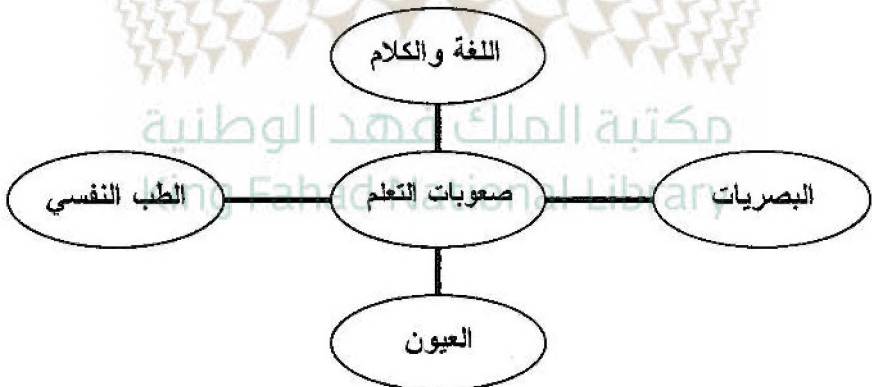 اللغة والكلام
مكتبة الملك فهد الوطنية
King Fahad National Library
البصريات
صعوبات التعلم
الطب النفسي
العيون